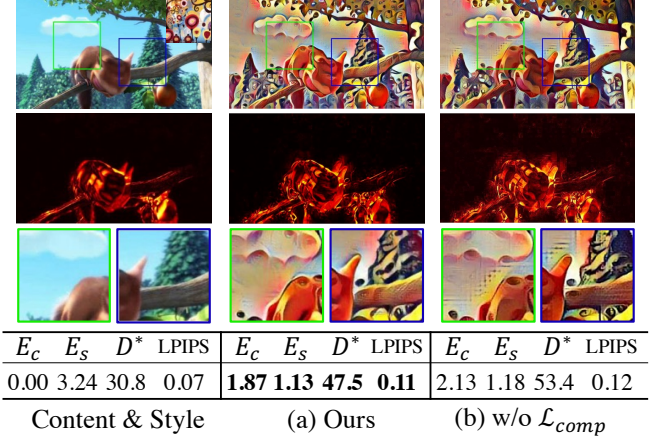 E_c E_s D* LPIPS E_c E_s D* LPIPS E_c E_s D* LPIPS
0.00 3.24 30.8 0.07 1.87 1.13 47.5 0.11 2.13 1.18 53.4 0.12
Content & Style (a) Ours (b) w/o ℒ_comp